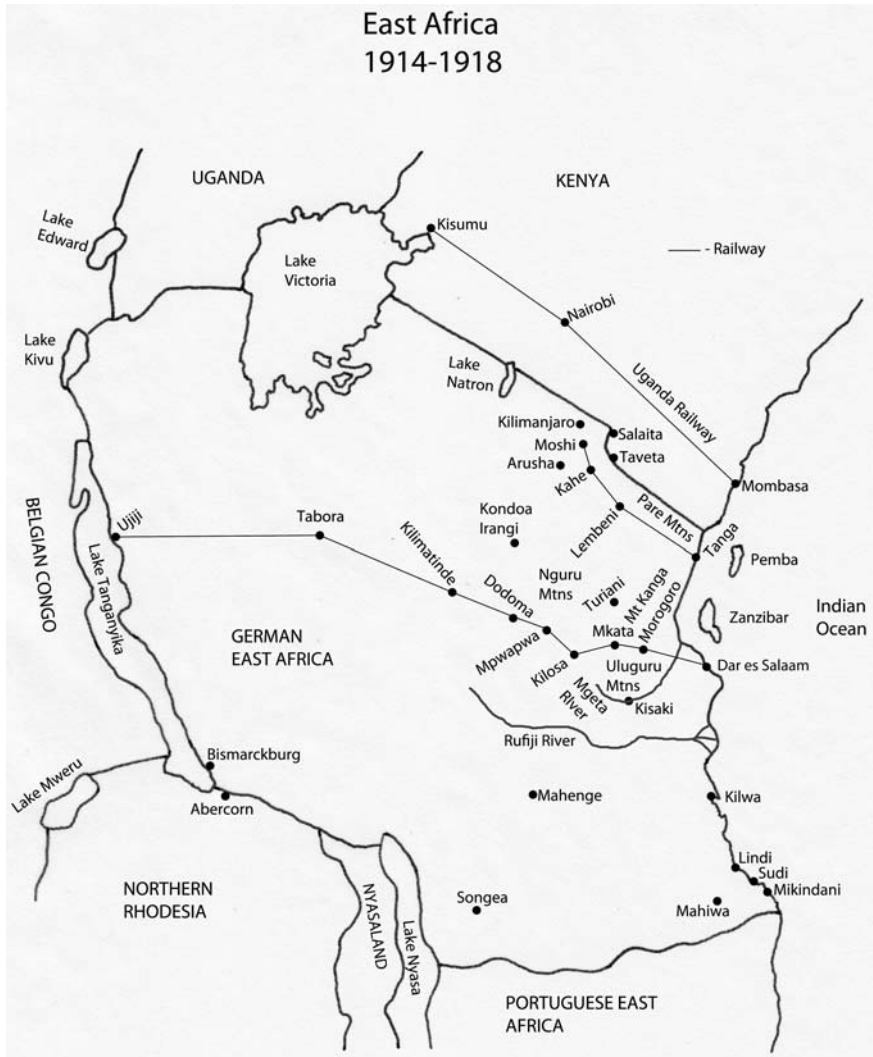 East Africa
1914-1918
UGANDA
KENYA
Lake
Edward
Kisumu
Lake
Victoria
- Railway
Nairobi
Lake
Kivu
Lake
Natron
Uganda Railway
Kilimanjaro
Salaita
Moshi
Taveta
Arusha
Kahe
Mombasa
BELGIAN CONGO
Ujiji
Tabora
Kondoa
Irangi
Lembeni
Pare Mtns
Tanga
Pemba
Kilimatinde
Lake Tanganyika
Dodoma
Nguru
Mtns
Turiani
Mt Kanga
Morogoro
Zanzibar
Indian
Ocean
GERMAN
EAST AFRICA
Mpwapwa
Mkata
Kilosa
Uluguru
Mtns
Dar es Salaam
Mgeta
RIver
Kisaki
Rufiji River
Bismarckburg
Lake Mweru
Abercorn
Mahenge
Kilwa
Lindi
Sudi
Mikindani
NORTHERN
RHODESIA
NYASALAND
Lake Nyasa
Songea
Mahiwa
PORTUGUESE EAST
AFRICA